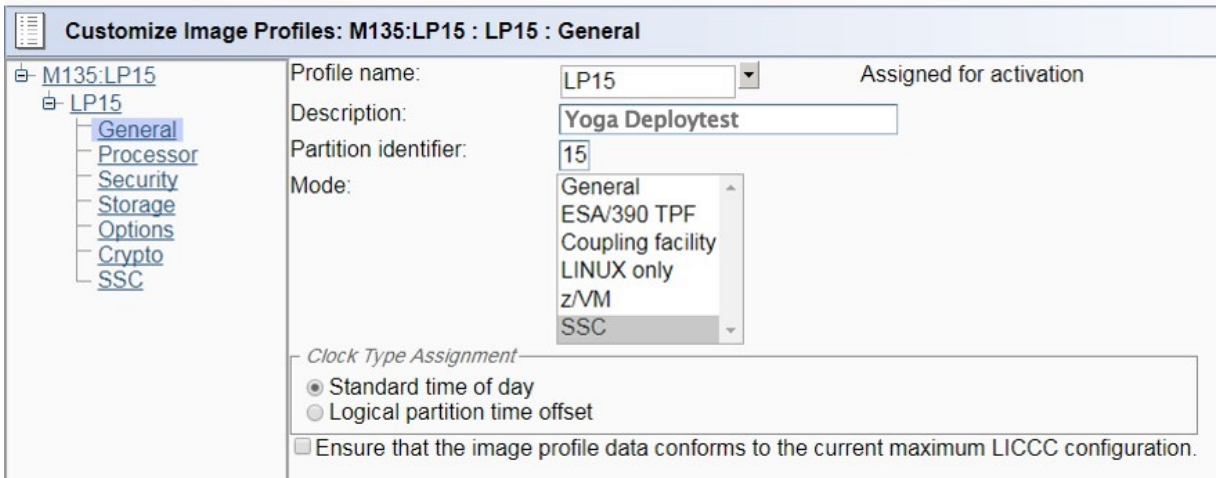 Customize Image Profiles: M135:LP15 : LP15 : General
M135:LP15
LP15
General
Processor
Security
Storage
Options
Crypto
SSC
Profile name: LP15 Assigned for activation
Description: Yoga Deploytest
Partition identifier: 15
Mode: General
ESA/390 TPF
Coupling facility
LINUX only
z/VM
SSC
Clock Type Assignment
Standard time of day
Logical partition time offset
Ensure that the image profile data conforms to the current maximum LICCC configuration.